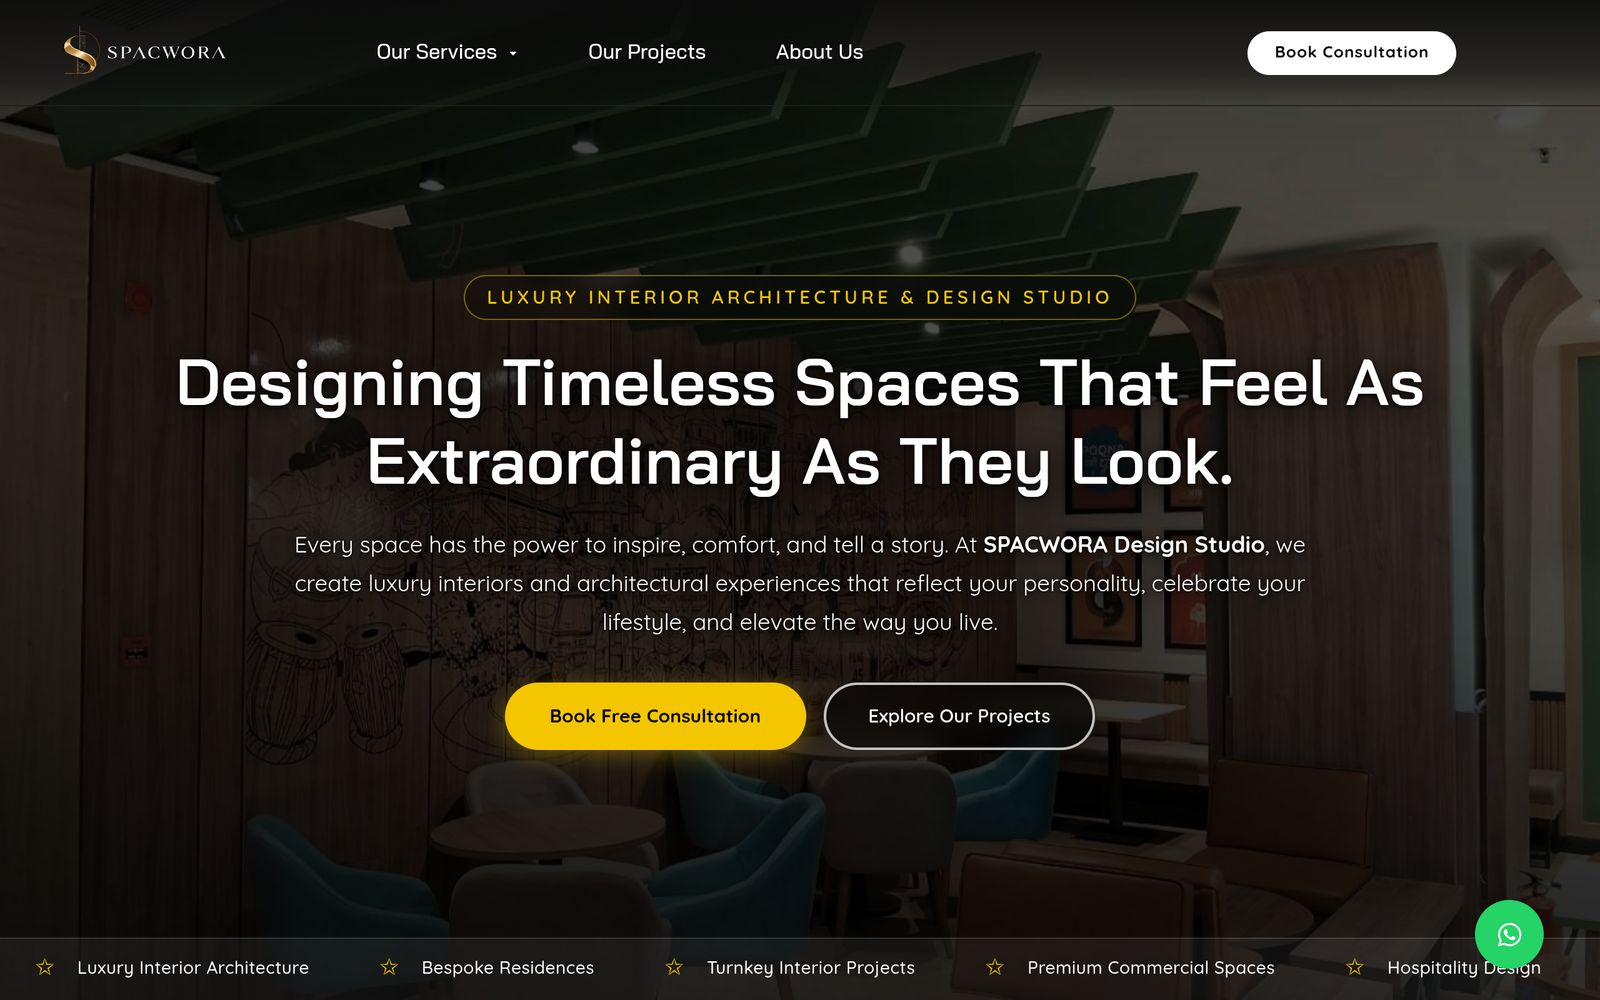 SPACWORA
Our Services
Our Projects
About Us
Book Consultation
LUXURY INTERIOR ARCHITECTURE & DESIGN STUDIO
Designing Timeless Spaces That Feel As
Extraordinary As They Look.
Every space has the power to inspire, comfort, and tell a story. At SPACWORA Design Studio, we
create luxury interiors and architectural experiences that reflect your personality, celebrate your
lifestyle, and elevate the way you live.
Book Free Consultation
Explore Our Projects
Luxury Interior Architecture
Bespoke Residences
Turnkey Interior Projects
Premium Commercial Spaces
Hospitality Design